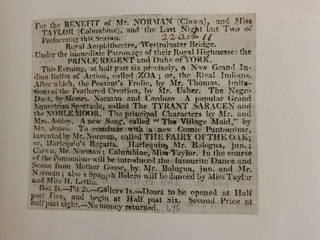 For the BENEFIT of Mr. NORMAN (Clown), and Miss
TAYLOR (Columbine), and the Last Night but Two of
Performing this Season.
22 Oct 11
Royal Amphitheatre, Westminster Bridge.
Under the immediate Patronage of their Royal Highnesses the
PRINCE REGENT and Duke of YORK.
This Evening, at half past six precisely, a New Grand In-
dian Ballet of Action, called ZOA; or, the Rival Indians.
After which, the Peasant's Frolic, by Mr. Thomas. Imita-
tions of the Feathered Creation, by Mr. Usher. The Negro
Duet, by Messrs. Norman and Cardozo. A popular Grand
Equestrian Spectacle, called The TYRANT SARACEN and
the NOBLE MOOR. The principal Characters by Mr. and
Mrs. Astley. A new Song, called "The Village Maid," by
Mr. Jones. To conclude with a new Comic Pantomime,
invented by Mr. Norman, called THE FAIRY OF THE OAK;
or, Harlequin's Regatta. Harlequin, Mr. Bologna, jun.;
Clown, Mr. Norman; Columbine, Miss Taylor. In the course
of the Pantomime will be introduced the favourite Dance and
Scene from Mother Goose, by Mr. Bologna, jun. and Mr.
Norman; also a Spanish Bolero will be danced by Miss Taylor
and Miss H.
Box 4s.—Pit 2s.—Gallery 1s.—Doors to be opened at Half
past Five, and begin at Half past Six. Second Price at
half past eight.—No money returned.